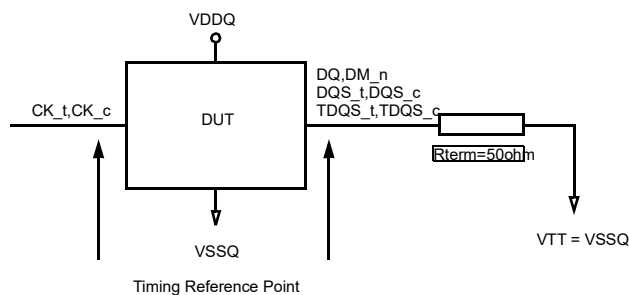 VDDQ
DQ,DM_n
DQS_t,DQS_c
TDQS_t,TDQS_c
CK_t,CK_c
DUT
Rterm=50ohm
VSSQ
VTT = VSSQ
Timing Reference Point